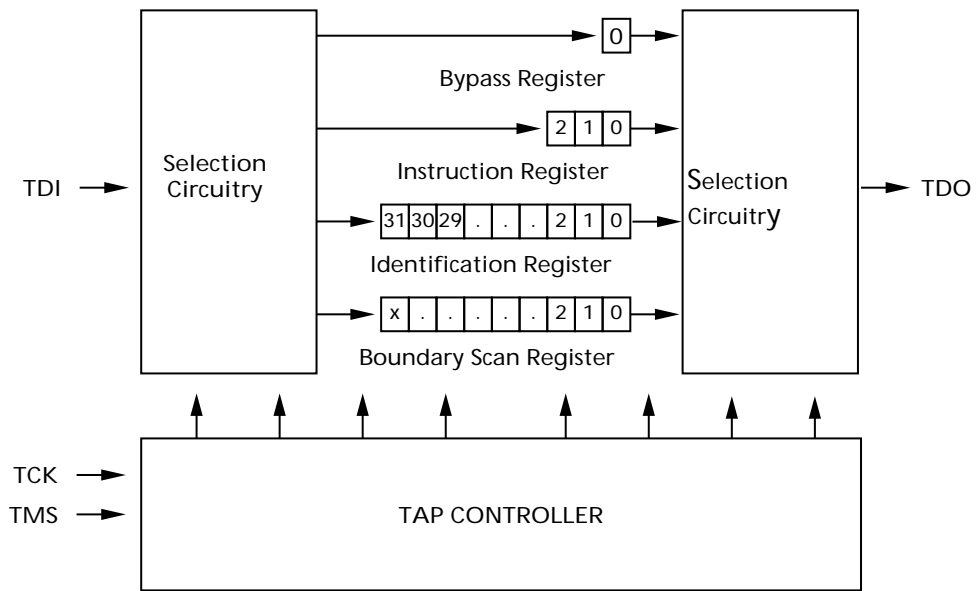 0
Bypass Register
2 1 0
Selection
Circuitry
Instruction Register
Selection
Circuitry
TDI
TDO
31 30 29 . . . 2 1 0
Identification Register
x . . . . . 2 1 0
Boundary Scan Register
TCK
TMS
TAP CONTROLLER